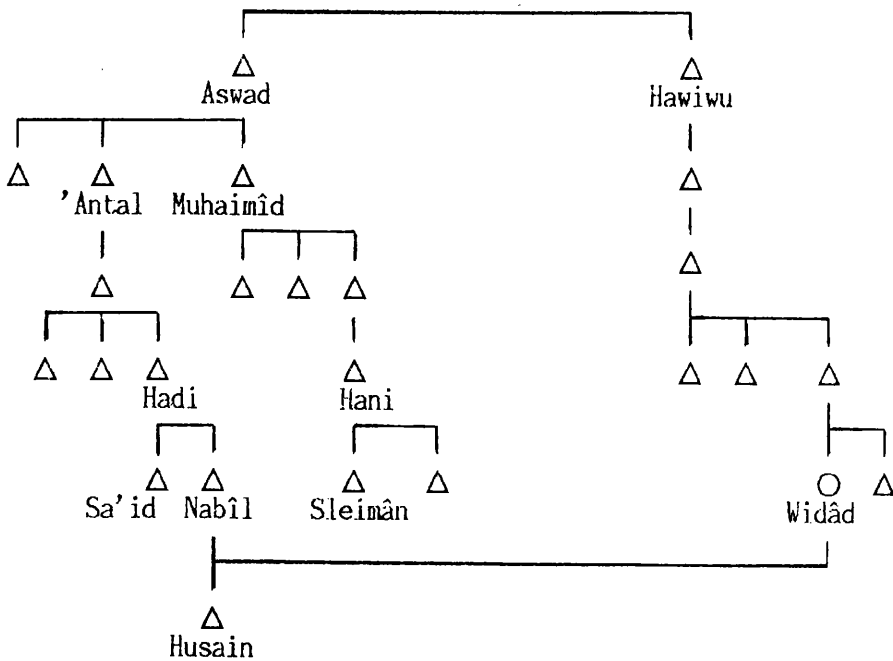 Aswad Hawiwu
'Antal Muhaimîd
Hadi Hani
Sa'id Nabîl Sleimân Widâd
Husain